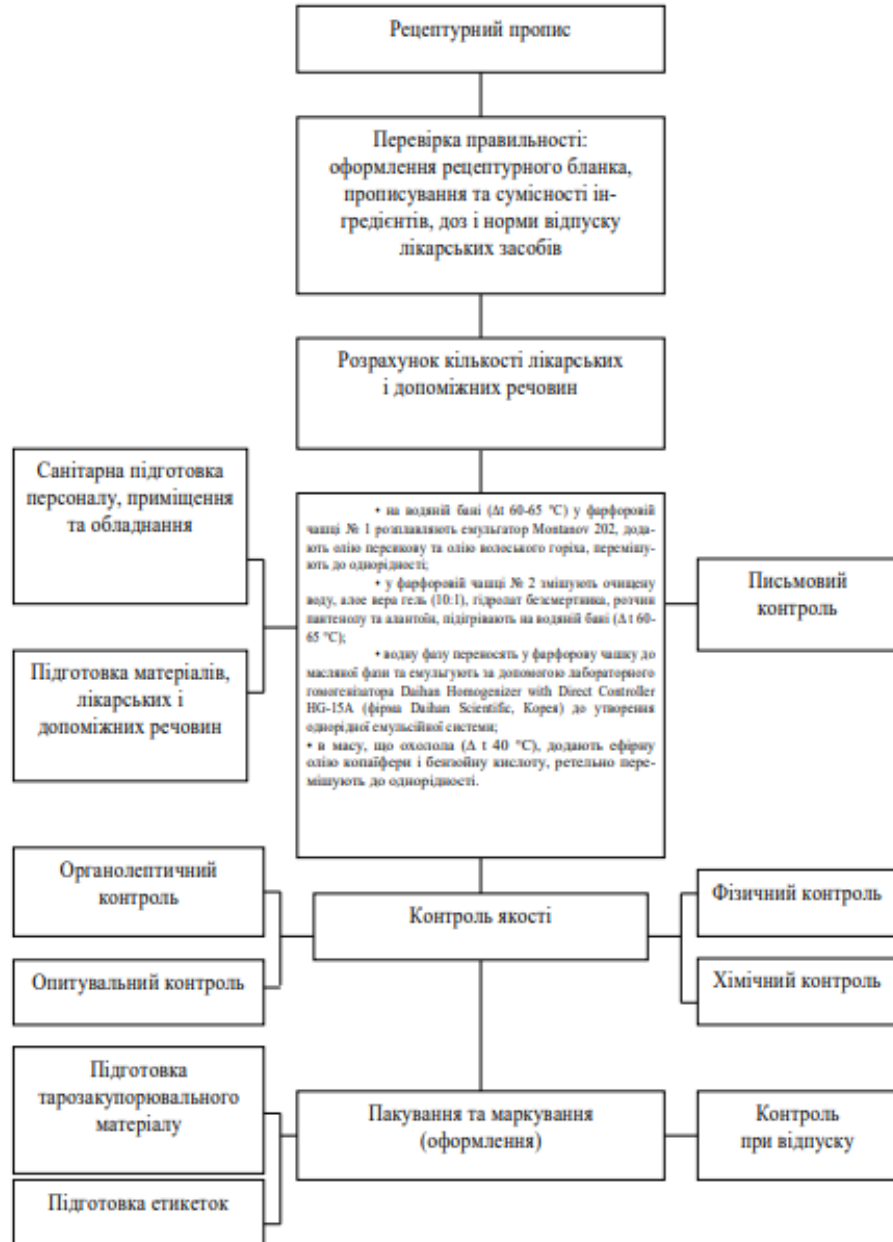 Рецептурний пропис
Перевірка правильності:
оформлення рецептурного бланка,
прописування та сумісності ін-
гредієнтів, доз і норми відпуску
лікарських засобів
Розрахунок кількості лікарських
і допоміжних речовин
Санітарна підготовка
персоналу, приміщення
та обладнання
Підготовка матеріалів,
лікарських і
допоміжних речовин
• на водяній бані (Δt 60-65 °С) у фарфоровій
чашці № 1 розплавляють емульгатор Montanov 202, дода-
ють олію персикову та олію волоського горіха, перемішу-
ють до однорідності;
• у фарфоровій чашці № 2 змішують очищену
воду, алое вера гель (10:1), гідролат безсмертника, розчин
пантенолу та алантоїн, підігрівають на водяній бані (Δ t 60-
65 °С);
• водну фазу переносять у фарфорову чашку до
масляної фази та емульгують за допомогою лабораторного
гомогенізатора Daihan Homogenizer with Direct Controller
HG-15A (фірма Daihan Scientific, Корея) до утворення
однорідної емульсійної системи;
• в масу, що охолола (Δ t 40 °С), додають ефірну
олію копаїфери і бензойну кислоту, ретельно пере-
мішують до однорідності.
Письмовий
контроль
Органолептичний
контроль
Опитувальний контроль
Контроль якості
Фізичний контроль
Хімічний контроль
Підготовка
тарозакупорювального
матеріалу
Підготовка етикеток
Пакування та маркування
(оформлення)
Контроль
при відпуску